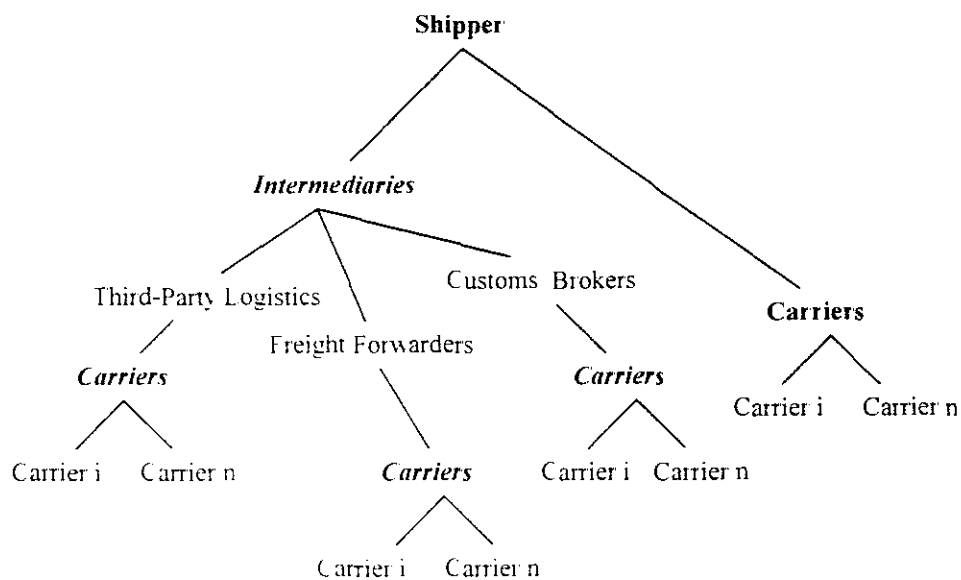 Shipper
Intermediaries
Customs Brokers
Third-Party Logistics
Carriers
Freight Forwarders
Carriers
Carriers
Carrier i Carrier n
Carrier i Carrier n
Carriers
Carrier i Carrier n
Carrier i Carrier n